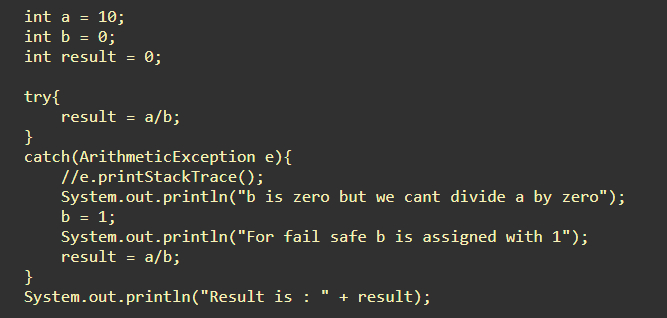 int a = 10;
int b = 0;
int result = 0;
try{
result = a/b;
}
catch(ArithmeticException e){
//e.printStackTrace();
System.out.println("b is zero but we cant divide a by zero");
b = 1;
System.out.println("For fail safe b is assigned with 1");
result = a/b;
}
System.out.println("Result is : " + result);